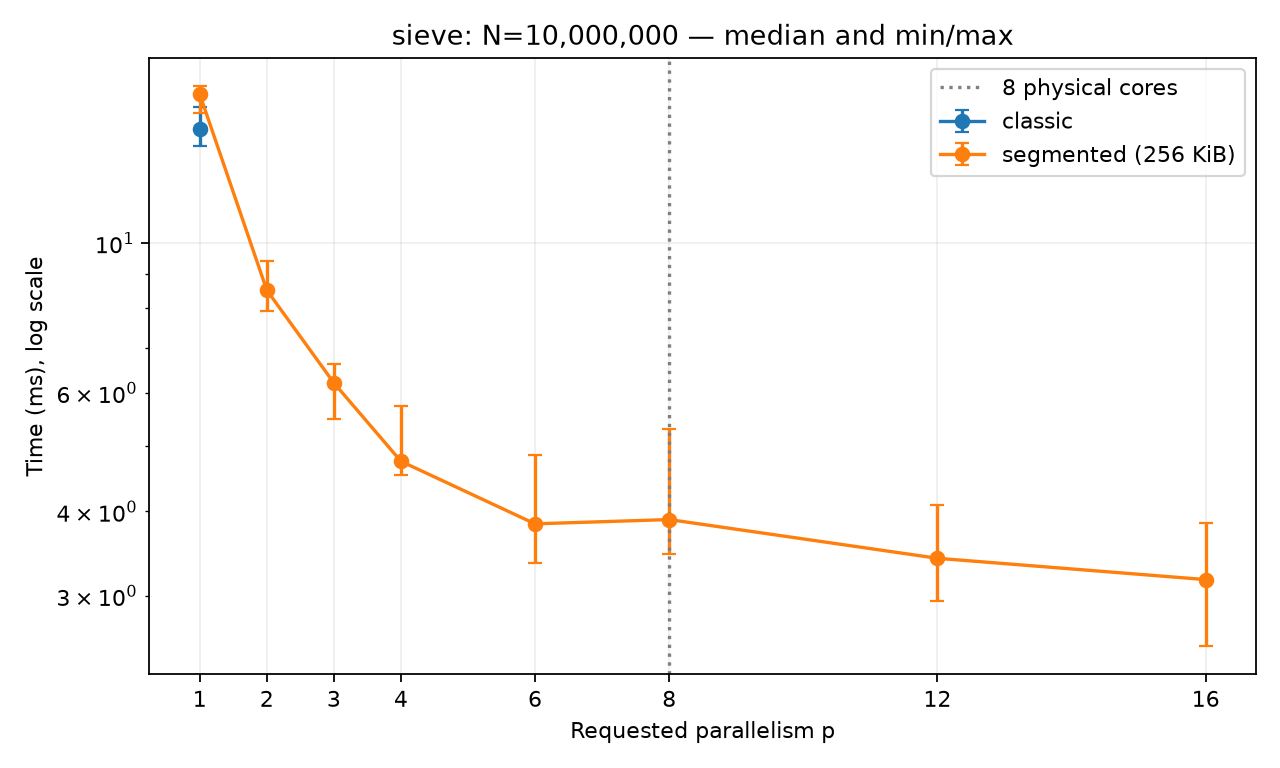 sieve: N=10,000,000 — median and min/max
8 physical cores
classic
segmented (256 KiB)
Time (ms), log scale
10¹
6 × 10⁰
4 × 10⁰
3 × 10⁰
1 2 3 4 6 8 12 16
Requested parallelism p